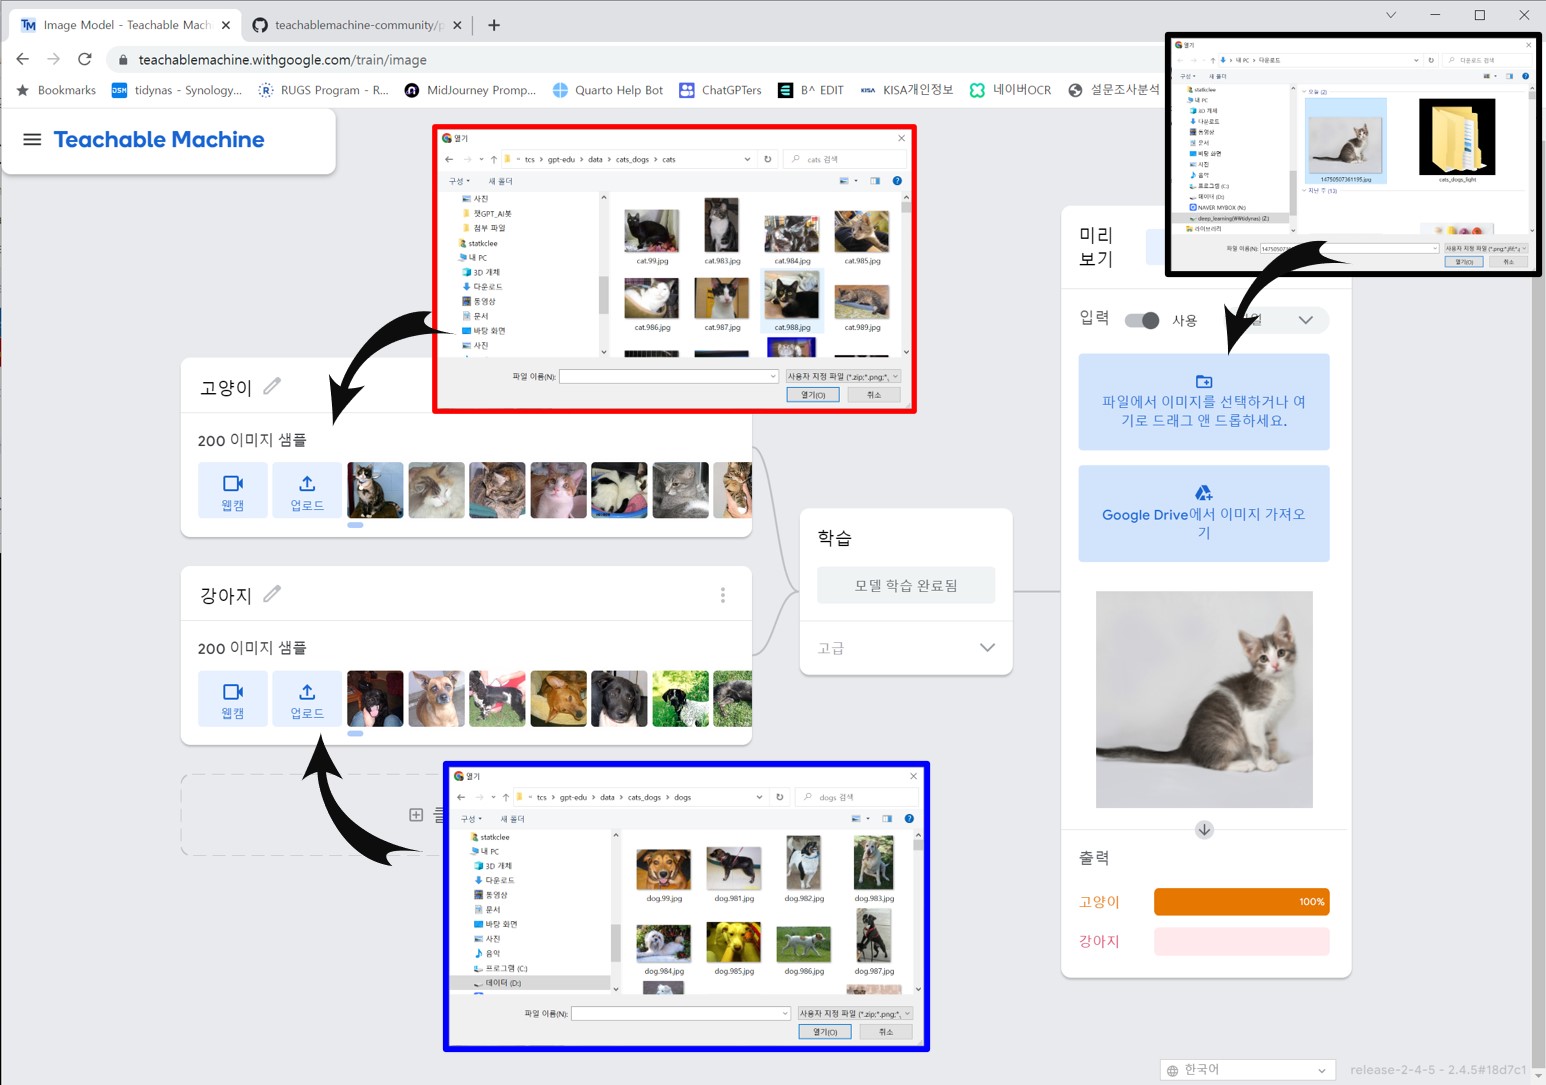 Image Model - Teachable Mach
teachablemachine-community/p
teachablemachine.withgoogle.com/train/image
Bookmarks
tidynas - Synology...
RUGS Program - R...
MidJourney Promp...
Quarto Help Bot
ChatGPTers
B^ EDIT
KISA개인정보
네이버OCR
설문조사분석
Teachable Machine
열기
tcs › gpt-edu › data › cats_dogs › cats
cats 검색
구성
새 폴더
사진
챗GPT_AI봇
첨부 파일
statkclee
내 PC
3D 개체
다운로드
동영상
문서
바탕 화면
사진
cat.99.jpg
cat.983.jpg
cat.984.jpg
cat.985.jpg
cat.986.jpg
cat.987.jpg
cat.988.jpg
cat.989.jpg
파일 이름(N):
사용자 지정 파일 (*.zip;*.png;*.
열기(O)
취소
열기
내 PC › 다운로드
다운로드 검색
구성
새 폴더
statkclee
내 PC
3D 개체
다운로드
동영상
문서
바탕 화면
사진
음악
프로그램 (C:)
데이터 (D:)
NAVER MYBOX (N:)
deep_learning(\\tidynas) (Z:)
라이브러리
오늘 (2)
14750507361195.jpg
cats_dogs_light
지난 주 (13)
파일 이름(N):
열기(O)
취소
고양이
200 이미지 샘플
웹캠
업로드
강아지
200 이미지 샘플
웹캠
업로드
학습
모델 학습 완료됨
고급
미리
보기
입력
사용
파일에서 이미지를 선택하거나 여
기로 드래그 앤 드롭하세요.
Google Drive에서 이미지 가져오
기
출력
고양이
100%
강아지
열기
tcs › gpt-edu › data › cats_dogs › dogs
dogs 검색
구성
새 폴더
statkclee
내 PC
3D 개체
다운로드
동영상
문서
바탕 화면
사진
음악
프로그램 (C:)
데이터 (D:)
dog.99.jpg
dog.981.jpg
dog.982.jpg
dog.983.jpg
dog.984.jpg
dog.985.jpg
dog.986.jpg
dog.987.jpg
파일 이름(N):
사용자 지정 파일 (*.zip;*.png;*.
열기(O)
취소
한국어
release-2-4-5 - 2.4.5#18d7c1